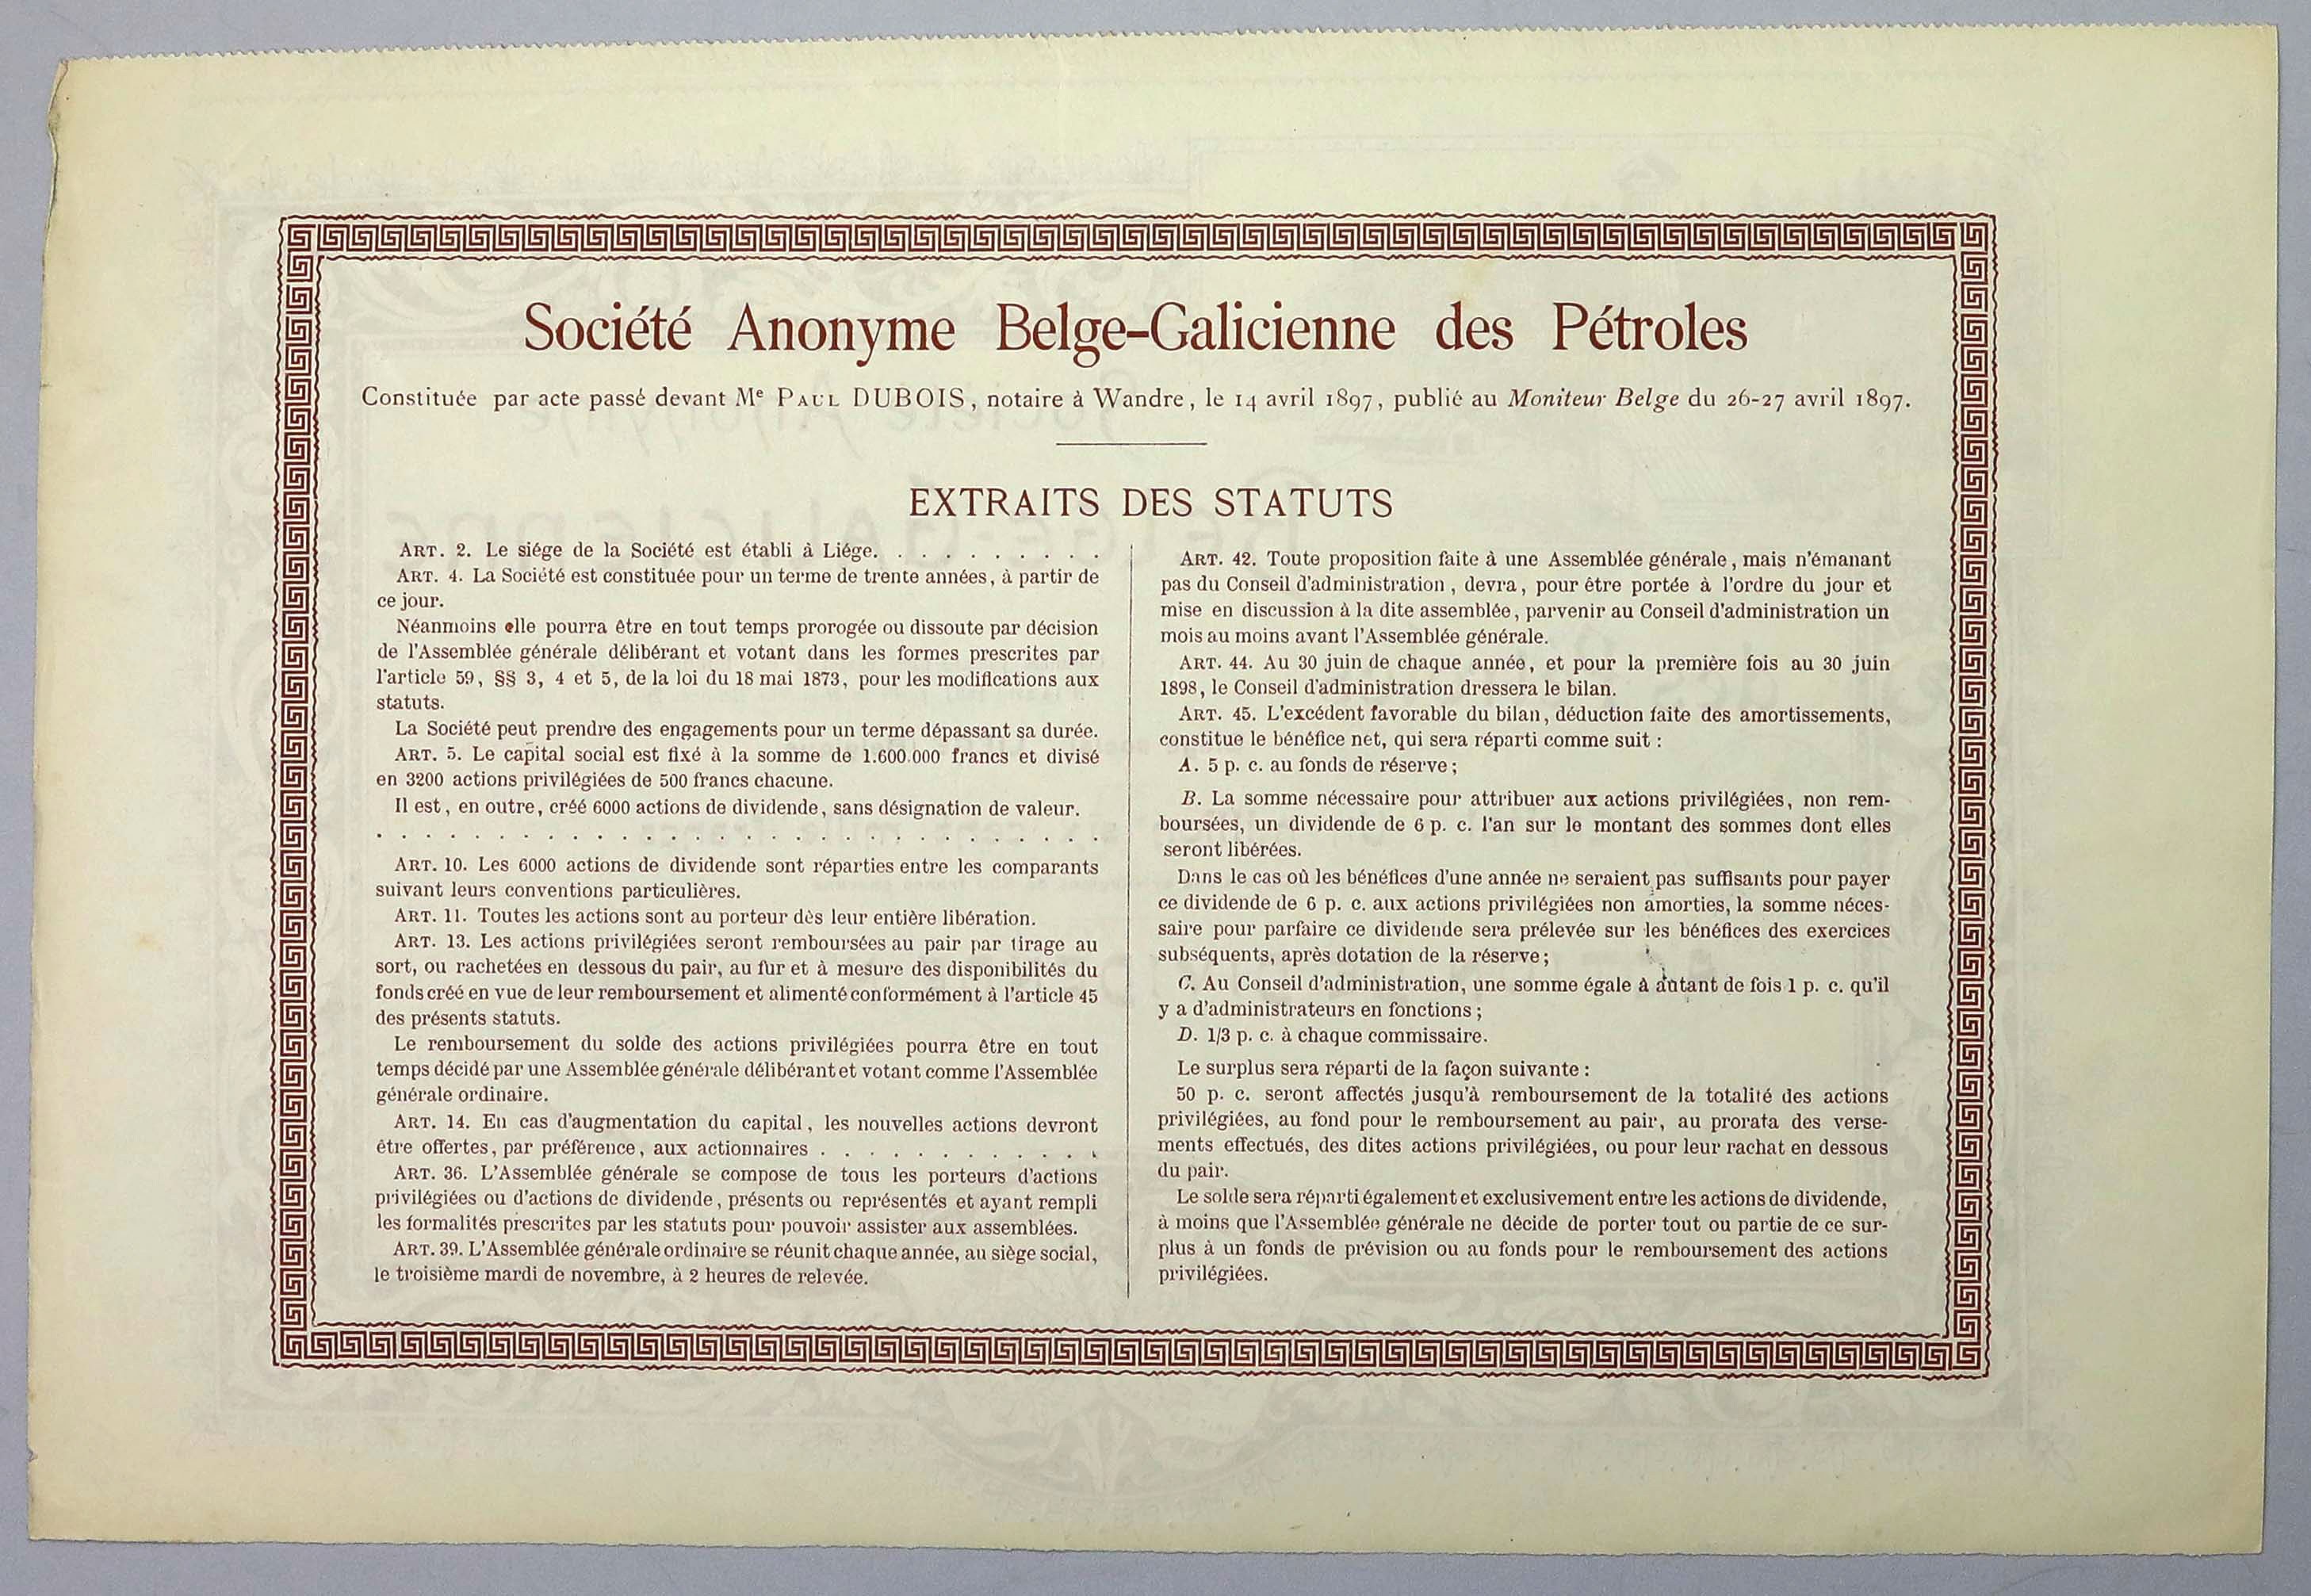 Société Anonyme Belge-Galicienne des Pétroles
Constituée par acte passé devant Me PAUL DUBOIS, notaire à Wandre, le 14 avril 1897, publié au Moniteur Belge du 26-27 avril 1897.
EXTRAITS DES STATUTS
ART. 2. Le siége de la Société est établi à Liége. . . . . . . . . . .
ART. 4. La Société est constituée pour un terme de trente années, à partir de
ce jour.
Néanmoins elle pourra être en tout temps prorogée ou dissoute par décision
de l'Assemblée générale délibérant et votant dans les formes prescrites par
l'article 59, §§ 3, 4 et 5, de la loi du 18 mai 1873, pour les modifications aux
statuts.
La Société peut prendre des engagements pour un terme dépassant sa durée.
ART. 5. Le capital social est fixé à la somme de 1.600.000 francs et divisé
en 3200 actions privilégiées de 500 francs chacune.
Il est, en outre, créé 6000 actions de dividende, sans désignation de valeur.
. . . . . . . . . . . . . . . . . . . . . . . .
ART. 10. Les 6000 actions de dividende sont réparties entre les comparants
suivant leurs conventions particulières.
ART. 11. Toutes les actions sont au porteur dès leur entière libération.
ART. 13. Les actions privilégiées seront remboursées au pair par tirage au
sort, ou rachetées en dessous du pair, au fur et à mesure des disponibilités du
fonds créé en vue de leur remboursement et alimenté conformément à l'article 45
des présents statuts.
Le remboursement du solde des actions privilégiées pourra être en tout
temps décidé par une Assemblée générale délibérant et votant comme l'Assemblée
générale ordinaire.
ART. 14. En cas d'augmentation du capital, les nouvelles actions devront
être offertes, par préférence, aux actionnaires . . . . . . . . . . . .
ART. 36. L'Assemblée générale se compose de tous les porteurs d'actions
privilégiées ou d'actions de dividende, présents ou représentés et ayant rempli
les formalités prescrites par les statuts pour pouvoir assister aux assemblées.
ART. 39. L'Assemblée générale ordinaire se réunit chaque année, au siège social,
le troisième mardi de novembre, à 2 heures de relevée.
ART. 42. Toute proposition faite à une Assemblée générale, mais n'émanant
pas du Conseil d'administration, devra, pour être portée à l'ordre du jour et
mise en discussion à la dite assemblée, parvenir au Conseil d'administration un
mois au moins avant l'Assemblée générale.
ART. 44. Au 30 juin de chaque année, et pour la première fois au 30 juin
1898, le Conseil d'administration dressera le bilan.
ART. 45. L'excédent favorable du bilan, déduction faite des amortissements,
constitue le bénéfice net, qui sera réparti comme suit :
A. 5 p. c. au fonds de réserve ;
B. La somme nécessaire pour attribuer aux actions privilégiées, non rem-
boursées, un dividende de 6 p. c. l'an sur le montant des sommes dont elles
seront libérées.
Dans le cas où les bénéfices d'une année ne seraient pas suffisants pour payer
ce dividende de 6 p. c. aux actions privilégiées non amorties, la somme néces-
saire pour parfaire ce dividende sera prélevée sur les bénéfices des exercices
subséquents, après dotation de la réserve ;
C. Au Conseil d'administration, une somme égale à autant de fois 1 p. c. qu'il
y a d'administrateurs en fonctions ;
D. 1/3 p. c. à chaque commissaire.
Le surplus sera réparti de la façon suivante :
50 p. c. seront affectés jusqu'à remboursement de la totalité des actions
privilégiées, au fond pour le remboursement au pair, au prorata des verse-
ments effectués, des dites actions privilégiées, ou pour leur rachat en dessous
du pair.
Le solde sera réparti également et exclusivement entre les actions de dividende,
à moins que l'Assemblée générale ne décide de porter tout ou partie de ce sur-
plus à un fonds de prévision ou au fonds pour le remboursement des actions
privilégiées.